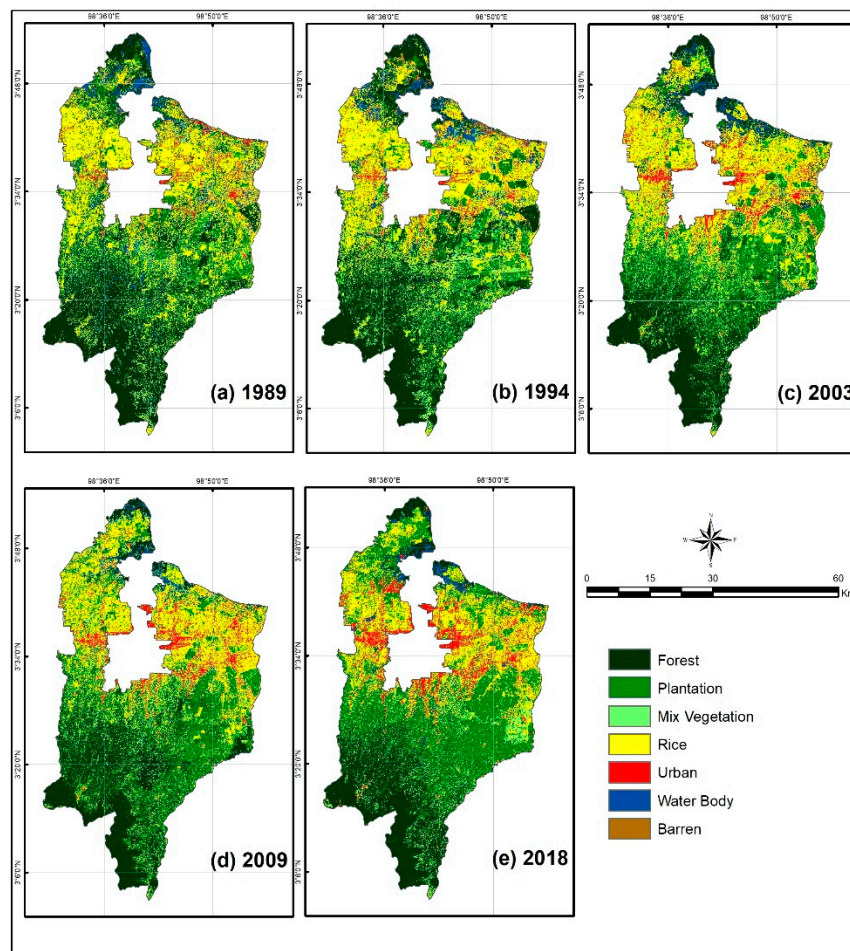 98°36'0"E 98°50'0"E
98°36'0"E 98°50'0"E
98°36'0"E 98°50'0"E
3°48'0"N
3°34'0"N
3°20'0"N
3°6'0"N
(a) 1989
3°48'0"N
3°34'0"N
3°20'0"N
3°6'0"N
(b) 1994
3°48'0"N
3°34'0"N
3°20'0"N
3°6'0"N
(c) 2003
98°36'0"E 98°50'0"E
98°36'0"E 98°50'0"E
3°48'0"N
3°34'0"N
3°20'0"N
3°6'0"N
(d) 2009
3°48'0"N
3°34'0"N
3°20'0"N
3°6'0"N
(e) 2018
N
W E
S
0 15 30 60
Km
Forest
Plantation
Mix Vegetation
Rice
Urban
Water Body
Barren